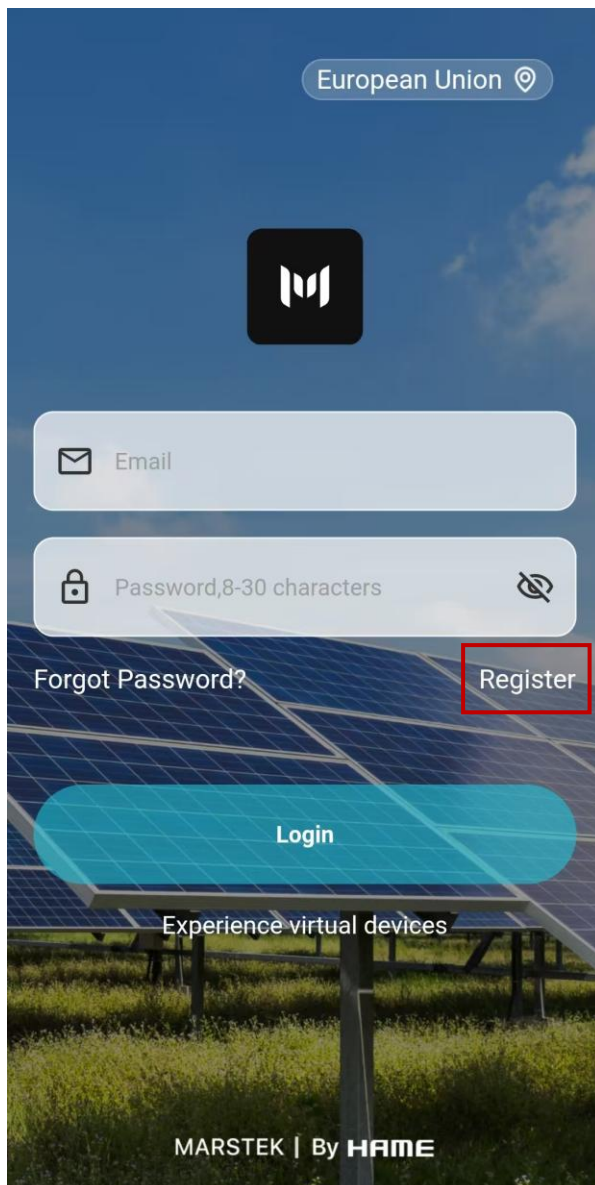 European Union
Email
Password,8-30 characters
Forgot Password? Register
Login
Experience virtual devices
MARSTEK | By HAME